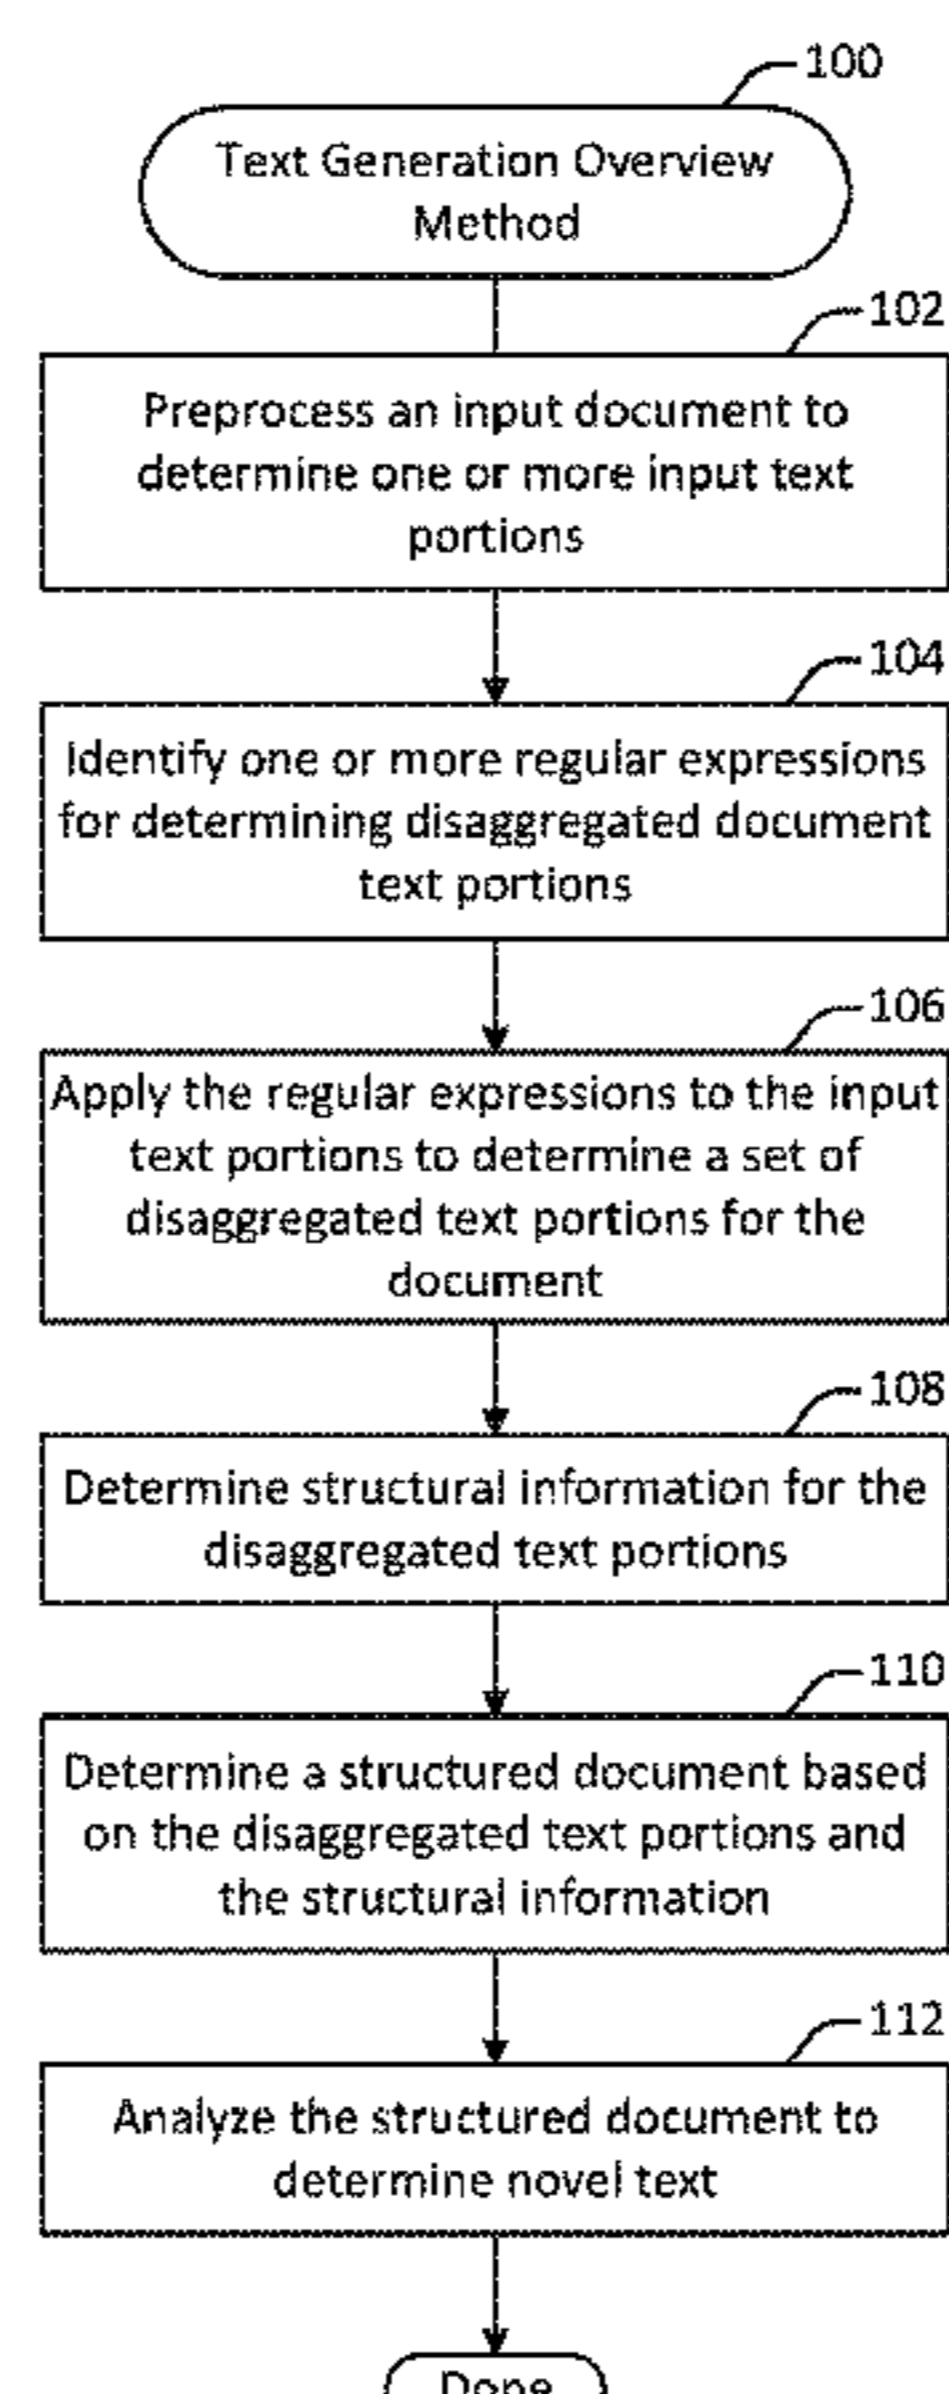 100
Text Generation Overview
Method
102
Preprocess an input document to
determine one or more input text
portions
104
Identify one or more regular expressions
for determining disaggregated document
text portions
106
Apply the regular expressions to the input
text portions to determine a set of
disaggregated text portions for the
document
108
Determine structural information for the
disaggregated text portions
110
Determine a structured document based
on the disaggregated text portions and
the structural information
112
Analyze the structured document to
determine novel text
Done